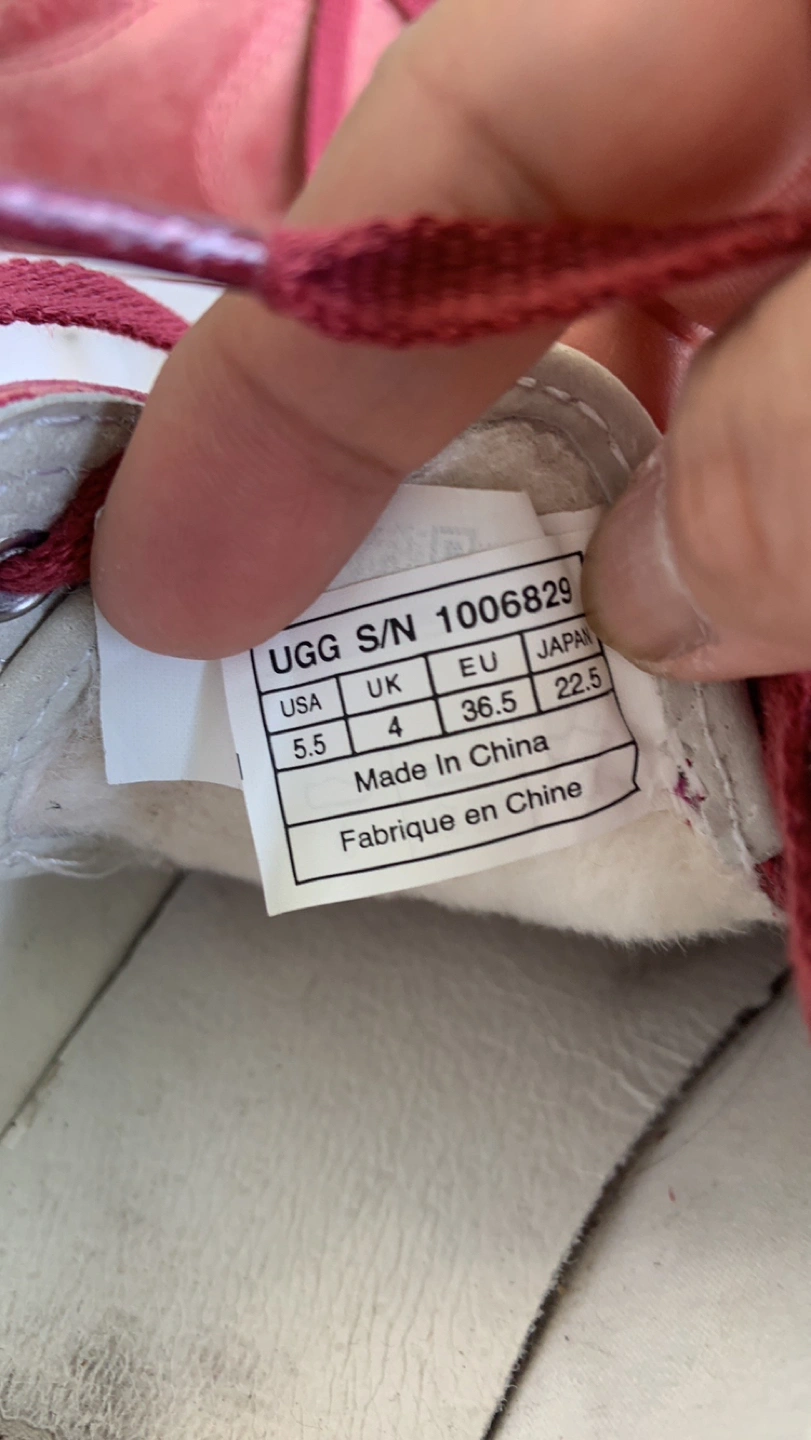 UGG S/N 1006829
USA UK EU JAPAN
5.5 4 36.5 22.5
Made In China
Fabrique en Chine